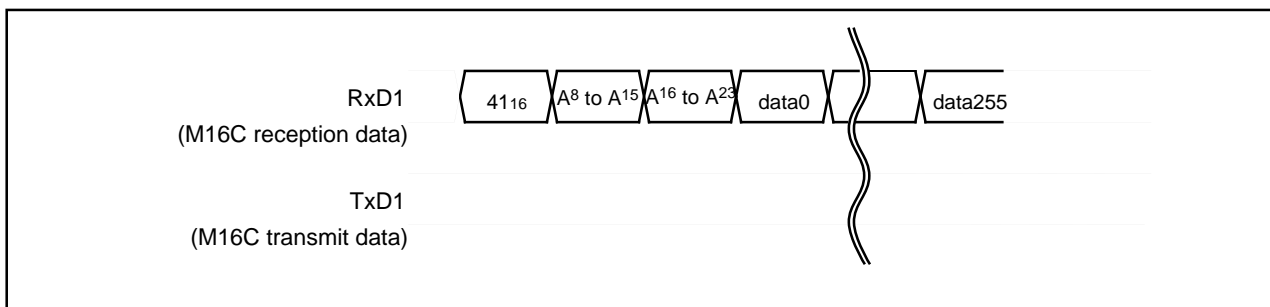 RxD1
(M16C reception data)
41₁₆ A⁸ to A¹⁵ A¹⁶ to A²³ data0 data255
TxD1
(M16C transmit data)